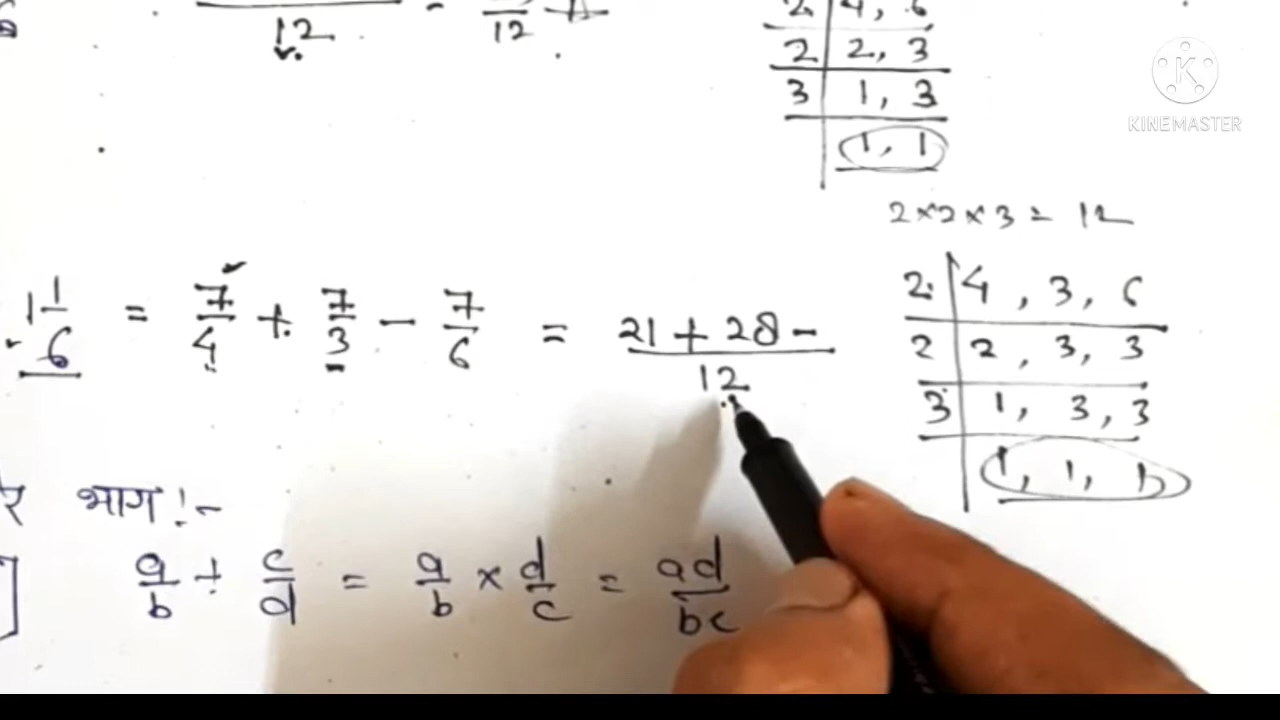 12 = 12
2 | 4, 6
2 | 2, 3
3 | 1, 3
1, 1
KINEMASTER
2×2×3 = 12
1 1/6 = 7/4 + 7/3 - 7/6 = 21 + 28 - / 12
2 | 4, 3, 6
2 | 2, 3, 3
3 | 1, 3, 3
1, 1, 1
र भाग :-
a/b ÷ c/d = a/b × d/c = ad/bc